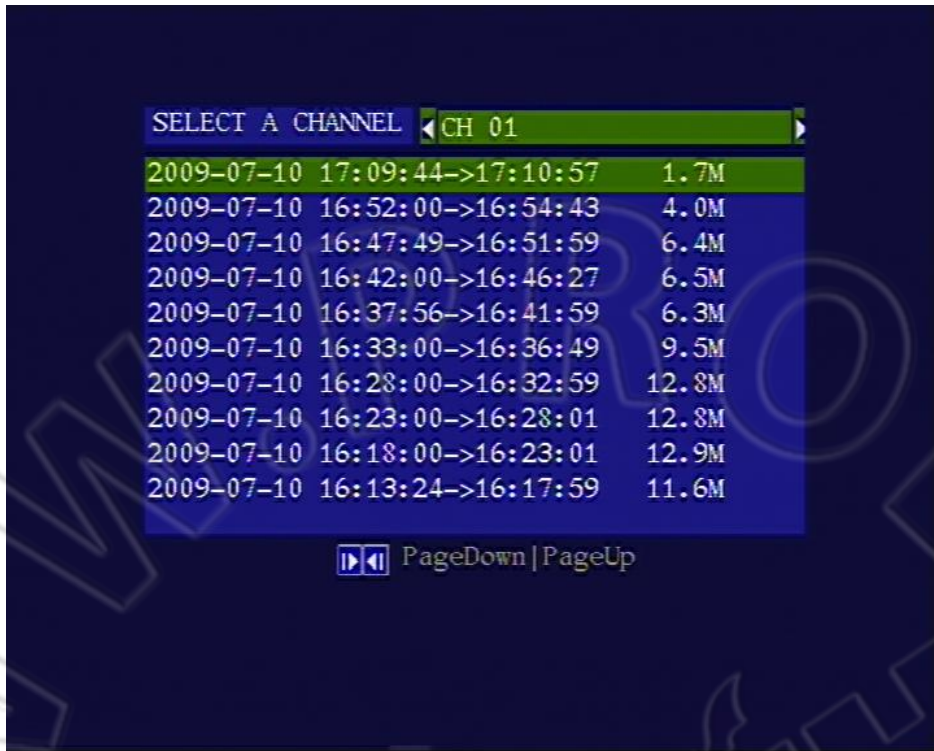 SELECT A CHANNEL CH 01
2009-07-10 17:09:44->17:10:57 1.7M
2009-07-10 16:52:00->16:54:43 4.0M
2009-07-10 16:47:49->16:51:59 6.4M
2009-07-10 16:42:00->16:46:27 6.5M
2009-07-10 16:37:56->16:41:59 6.3M
2009-07-10 16:33:00->16:36:49 9.5M
2009-07-10 16:28:00->16:32:59 12.8M
2009-07-10 16:23:00->16:28:01 12.8M
2009-07-10 16:18:00->16:23:01 12.9M
2009-07-10 16:13:24->16:17:59 11.6M
PageDown|PageUp